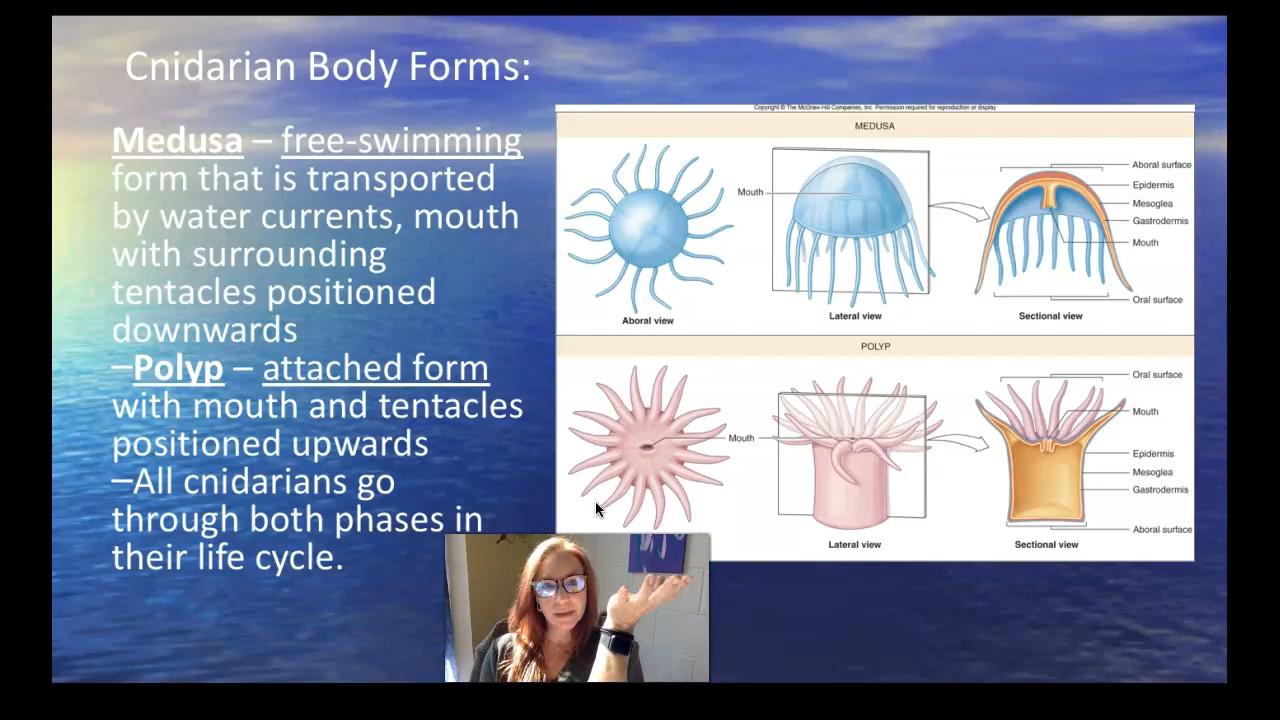 Cnidarian Body Forms:
Medusa – free-swimming
form that is transported
by water currents, mouth
with surrounding
tentacles positioned
downwards
–Polyp – attached form
with mouth and tentacles
positioned upwards
–All cnidarians go
through both phases in
their life cycle.
Copyright © The McGraw-Hill Companies, Inc. Permission required for reproduction or display
MEDUSA
Mouth
Aboral surface
Epidermis
Mesoglea
Gastrodermis
Mouth
Oral surface
Aboral view
Lateral view
Sectional view
POLYP
Mouth
Oral surface
Mouth
Epidermis
Mesoglea
Gastrodermis
Aboral surface
Lateral view
Sectional view